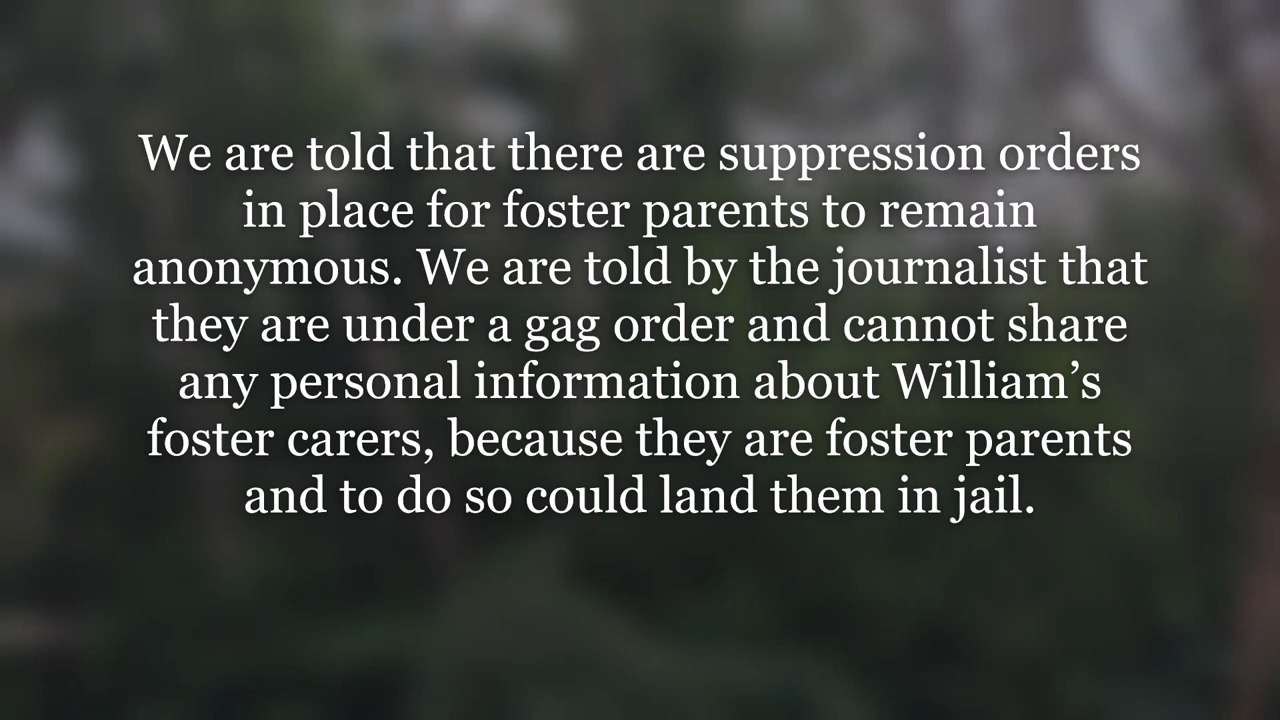 We are told that there are suppression orders
in place for foster parents to remain
anonymous. We are told by the journalist that
they are under a gag order and cannot share
any personal information about William’s
foster carers, because they are foster parents
and to do so could land them in jail.